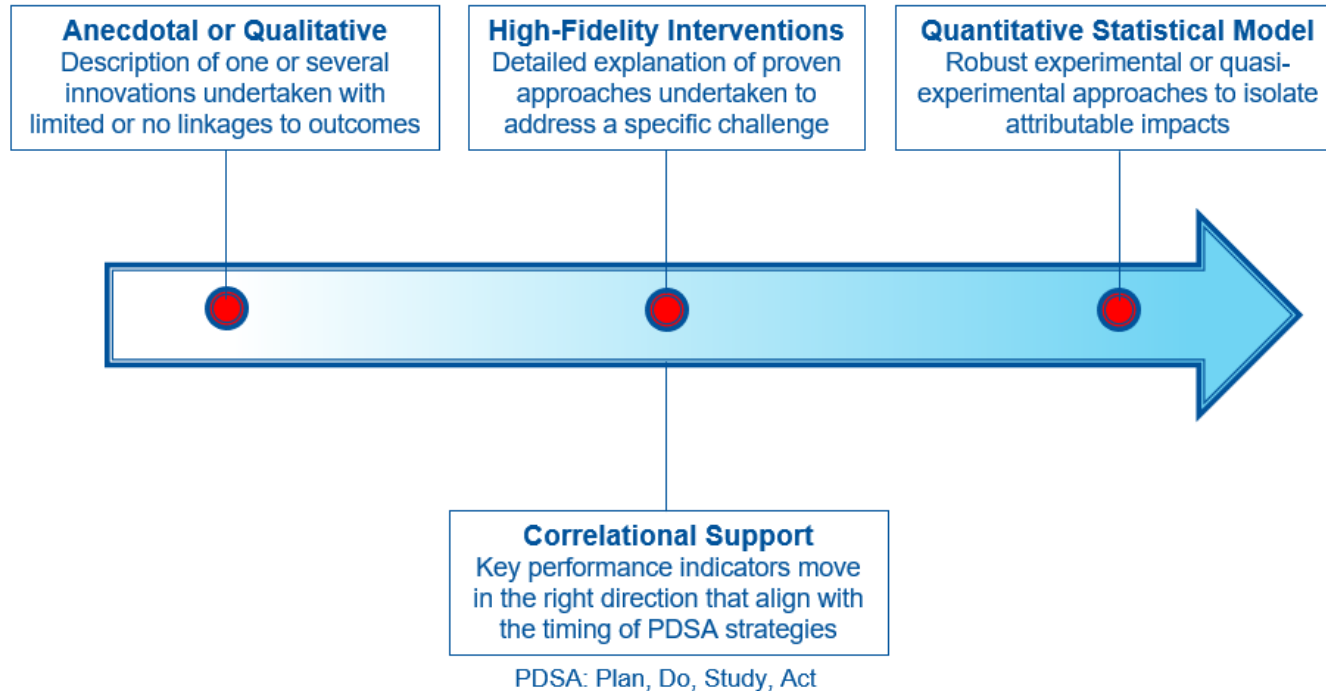 Anecdotal or Qualitative
Description of one or several
innovations undertaken with
limited or no linkages to outcomes
High-Fidelity Interventions
Detailed explanation of proven
approaches undertaken to
address a specific challenge
Quantitative Statistical Model
Robust experimental or quasi-
experimental approaches to isolate
attributable impacts
Correlational Support
Key performance indicators move
in the right direction that align with
the timing of PDSA strategies
PDSA: Plan, Do, Study, Act